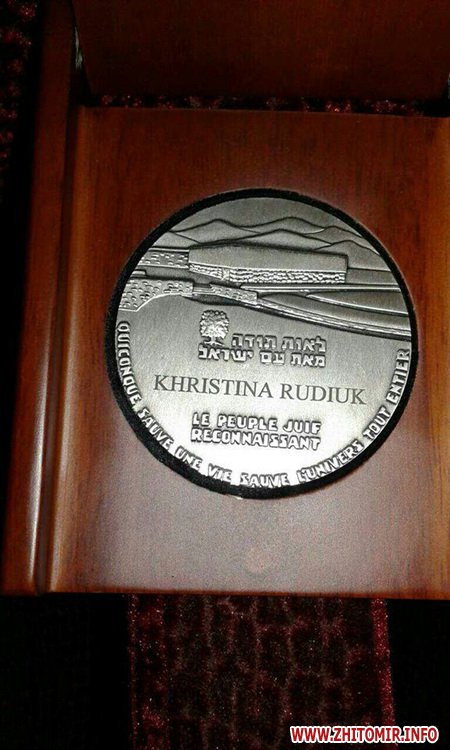 לאות תודה
מאת עם ישראל
KHRISTINA RUDIUK
LE PEUPLE JUIF
RECONNAISSANT
QUICONQUE SAUVE UNE VIE SAUVE L'UNIVERS TOUT ENTIER
WWW.ZHITOMIR.INFO